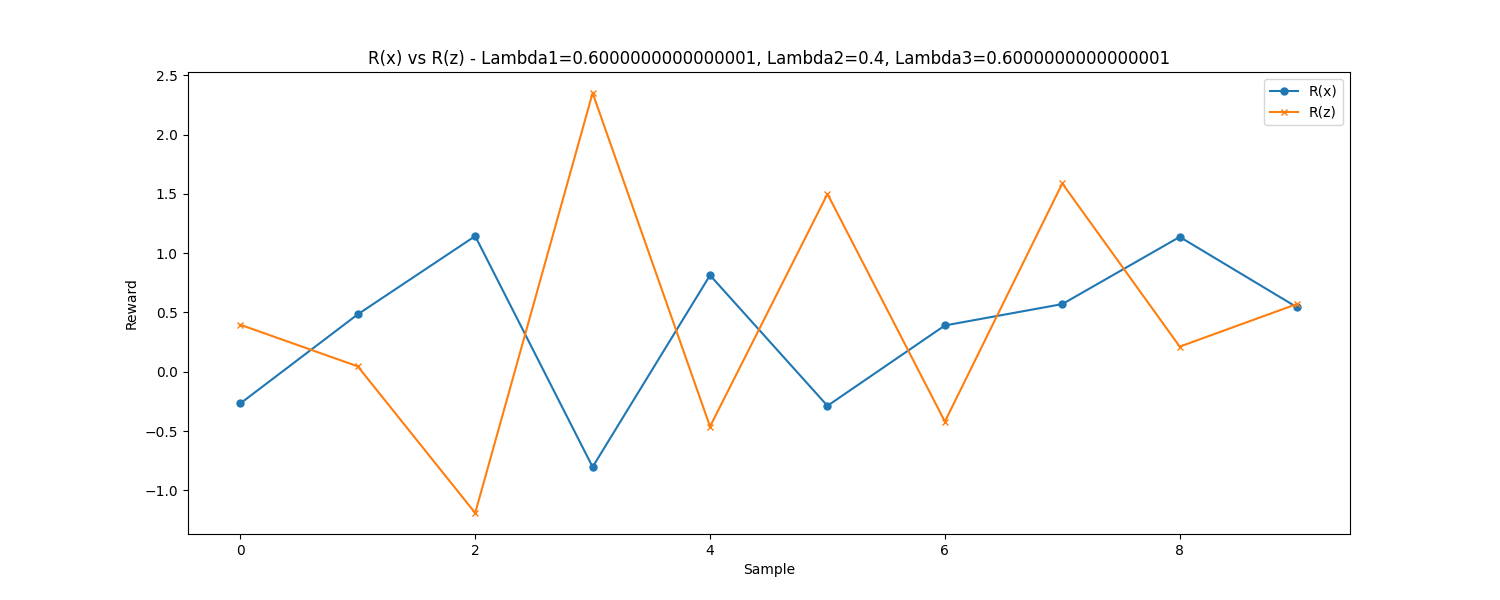 R(x) vs R(z) - Lambda1=0.6000000000000001, Lambda2=0.4, Lambda3=0.6000000000000001
R(x)
R(z)
2.5
2.0
1.5
1.0
0.5
0.0
−0.5
−1.0
Reward
0 2 4 6 8
Sample